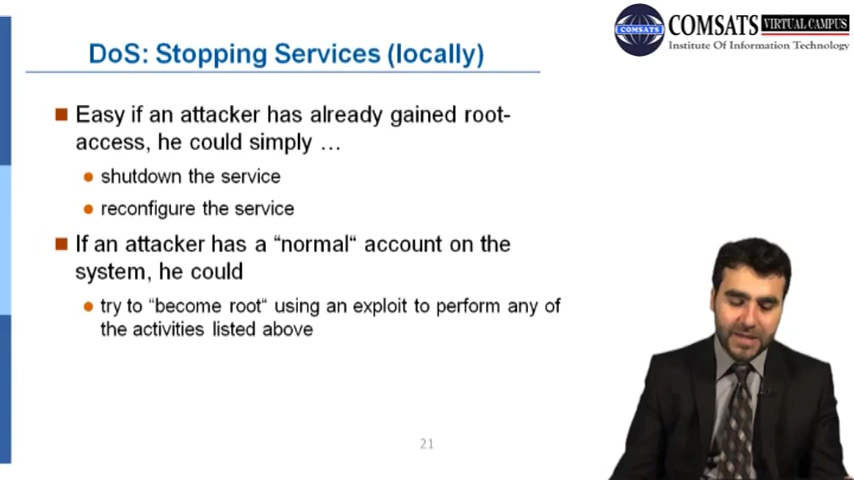 COMSATS VIRTUAL CAMPUS
Institute Of Information Technology
COMSATS
DoS: Stopping Services (locally)
■ Easy if an attacker has already gained root-
access, he could simply …
● shutdown the service
● reconfigure the service
■ If an attacker has a “normal“ account on the
system, he could
● try to “become root“ using an exploit to perform any of
the activities listed above
21